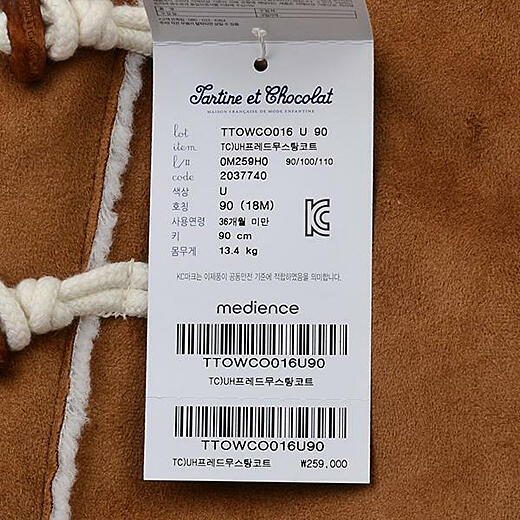 Tartine et Chocolat
MAISON FRANÇAISE DE MODE ENFANTINE
lot TTOWCO016 U 90
item TC)UH프레드무스탕코트
l/# 0M259H0 90/100/110
code 2037740
색상 U
호칭 90 (18M)
사용연령 36개월 미만
키 90 cm
몸무게 13.4 kg
KC마크는 이제품이 공통안전 기준에 적합하였음을 의미합니다.
medience
TTOWCO016U90
TC)UH프레드무스탕코트
TTOWCO016U90
TC)UH프레드무스탕코트 ₩259,000